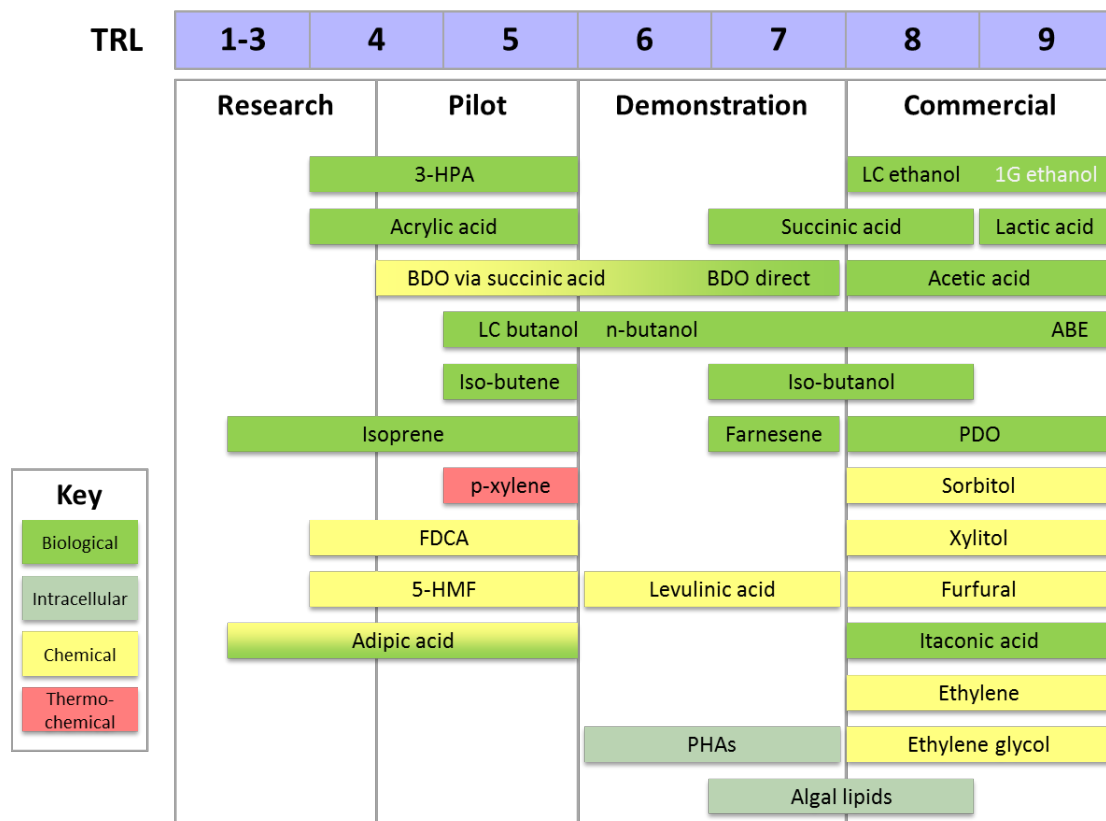 TRL 1-3 4 5 6 7 8 9
Research Pilot Demonstration Commercial
3-HPA LC ethanol 1G ethanol
Acrylic acid Succinic acid Lactic acid
BDO via succinic acid BDO direct Acetic acid
LC butanol n-butanol ABE
Iso-butene Iso-butanol
Isoprene Farnesene PDO
p-xylene Sorbitol
FDCA Xylitol
5-HMF Levulinic acid Furfural
Adipic acid Itaconic acid
Ethylene
PHAs Ethylene glycol
Algal lipids
Key
Biological
Intracellular
Chemical
Thermo-
chemical